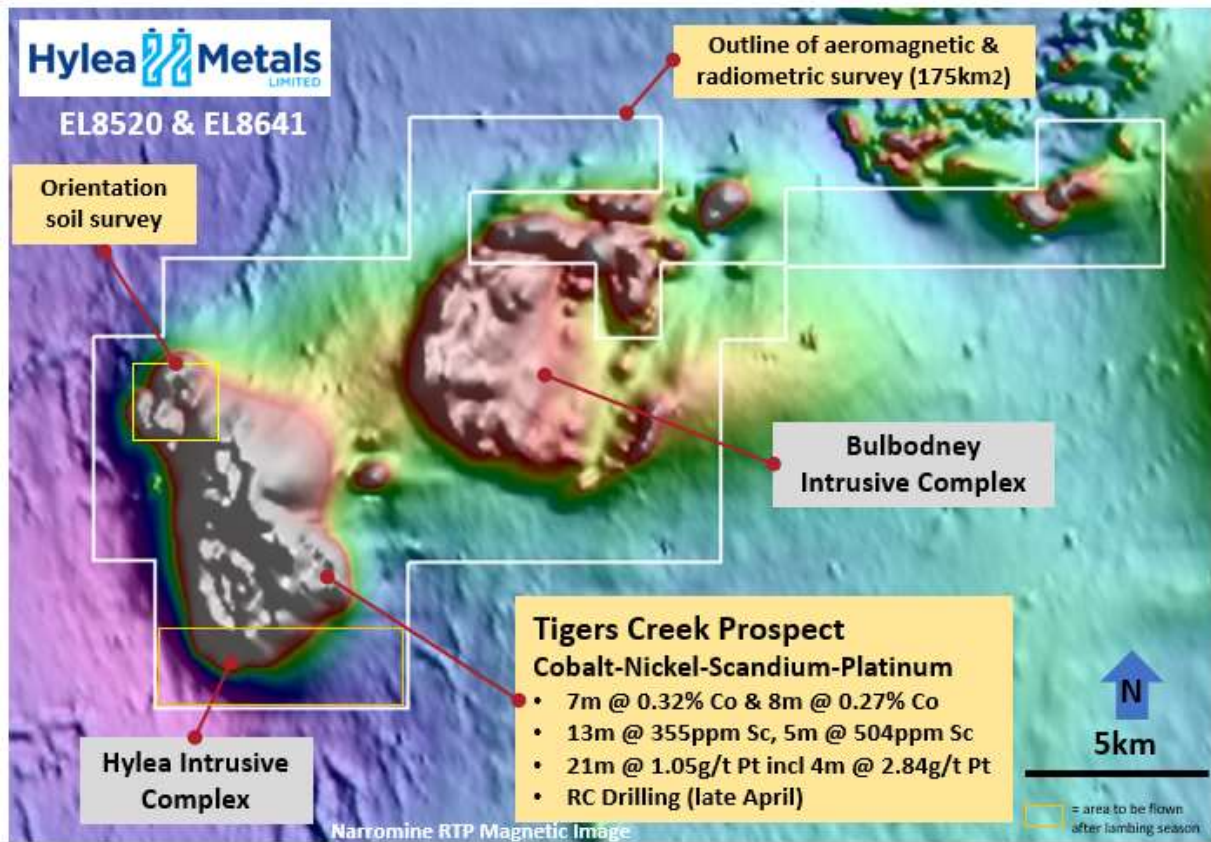 Hylea Metals
LIMITED
EL8520 & EL8641
Outline of aeromagnetic &
radiometric survey (175km2)
Orientation
soil survey
Bulbodney
Intrusive Complex
Tigers Creek Prospect
Cobalt-Nickel-Scandium-Platinum
• 7m @ 0.32% Co & 8m @ 0.27% Co
• 13m @ 355ppm Sc, 5m @ 504ppm Sc
• 21m @ 1.05g/t Pt incl 4m @ 2.84g/t Pt
• RC Drilling (late April)
Hylea Intrusive
Complex
N
5km
= area to be flown
after lambing season
Narromine RTP Magnetic Image